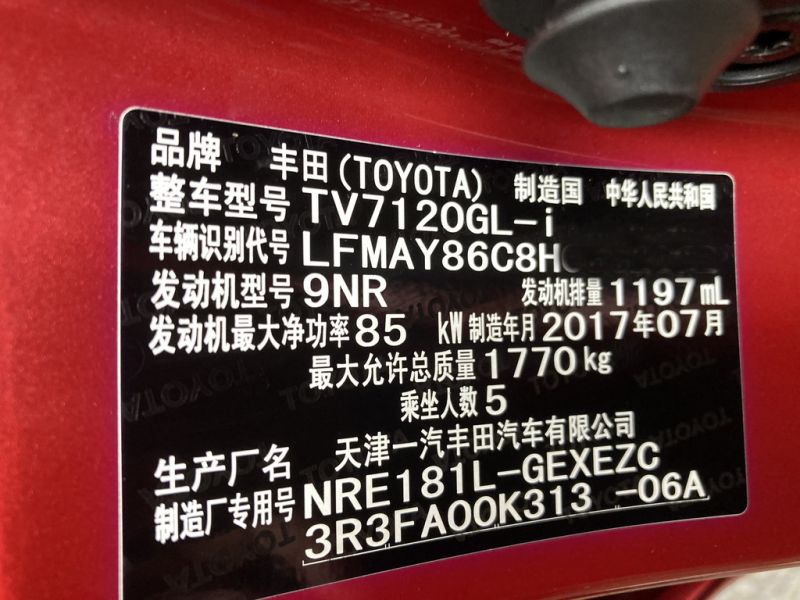 品牌 丰田(TOYOTA) 制造国 中华人民共和国
整车型号 TV7120GL-i
车辆识别代号 LFMAY86C8H
发动机型号 9NR 发动机排量 1197 mL
发动机最大净功率 85 kW 制造年月 2017年07月
最大允许总质量 1770 kg
乘坐人数 5
生产厂名 天津一汽丰田汽车有限公司
制造厂专用号 NRE181L-GEXEZC
3R3FA00K313 -06A